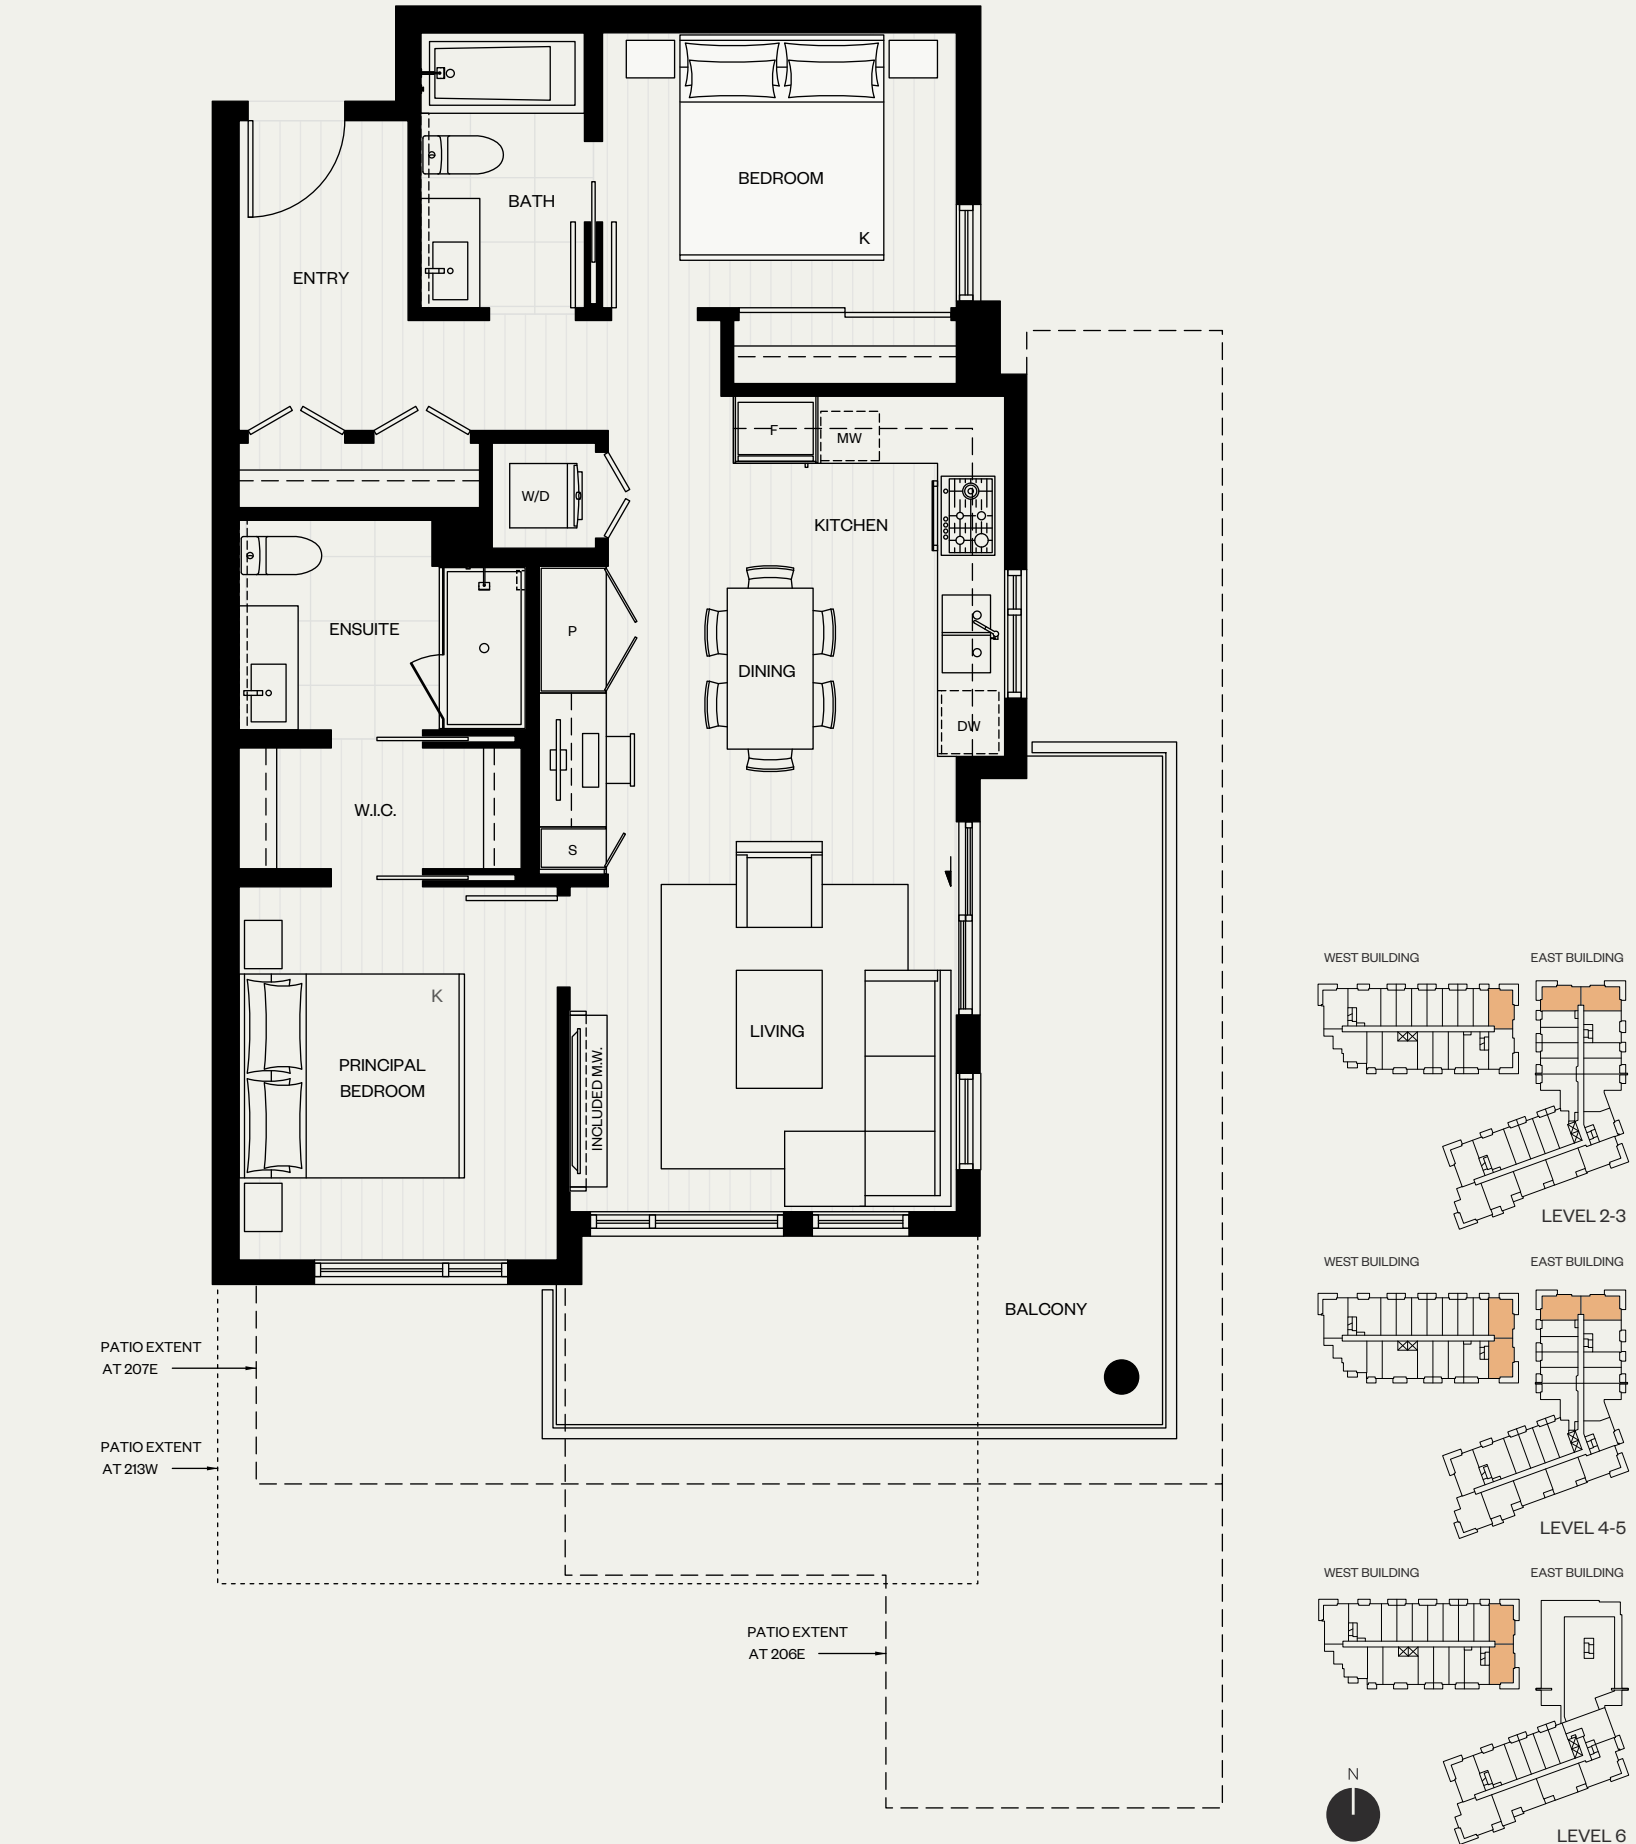 BEDROOM
BATH
K
ENTRY
F
MW
W/D
KITCHEN
P
ENSUITE
DINING
DW
W.I.C.
S
K
PRINCIPAL
BEDROOM
LIVING
INCLUDED M.W.
BALCONY
PATIO EXTENT
AT 207E
PATIO EXTENT
AT 213W
PATIO EXTENT
AT 206E
WEST BUILDING
EAST BUILDING
LEVEL 2-3
WEST BUILDING
EAST BUILDING
LEVEL 4-5
WEST BUILDING
EAST BUILDING
N
LEVEL 6